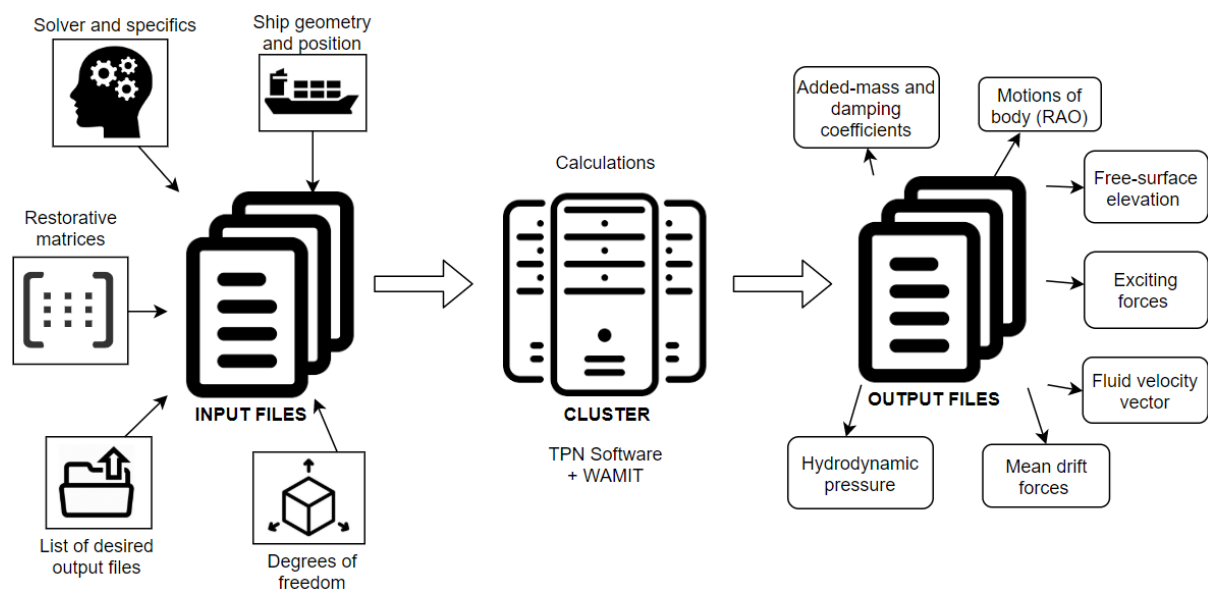 Solver and specifics
Ship geometry
and position
Restorative
matrices
INPUT FILES
List of desired
output files
Degrees of
freedom
Calculations
CLUSTER
TPN Software
+ WAMIT
Added-mass and
damping
coefficients
Motions of
body (RAO)
Free-surface
elevation
Exciting
forces
Fluid velocity
vector
OUTPUT FILES
Hydrodynamic
pressure
Mean drift
forces